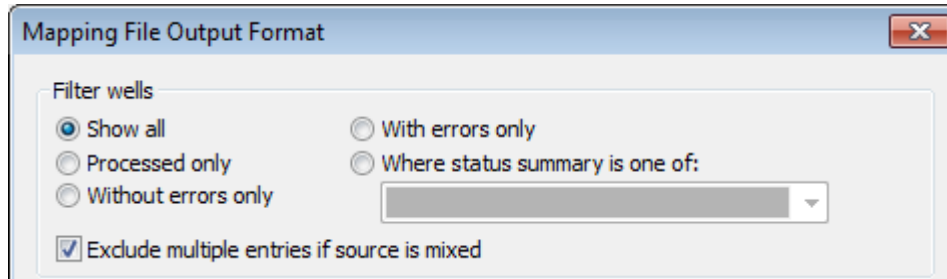 Mapping File Output Format
Filter wells
Show all
With errors only
Processed only
Where status summary is one of:
Without errors only
Exclude multiple entries if source is mixed